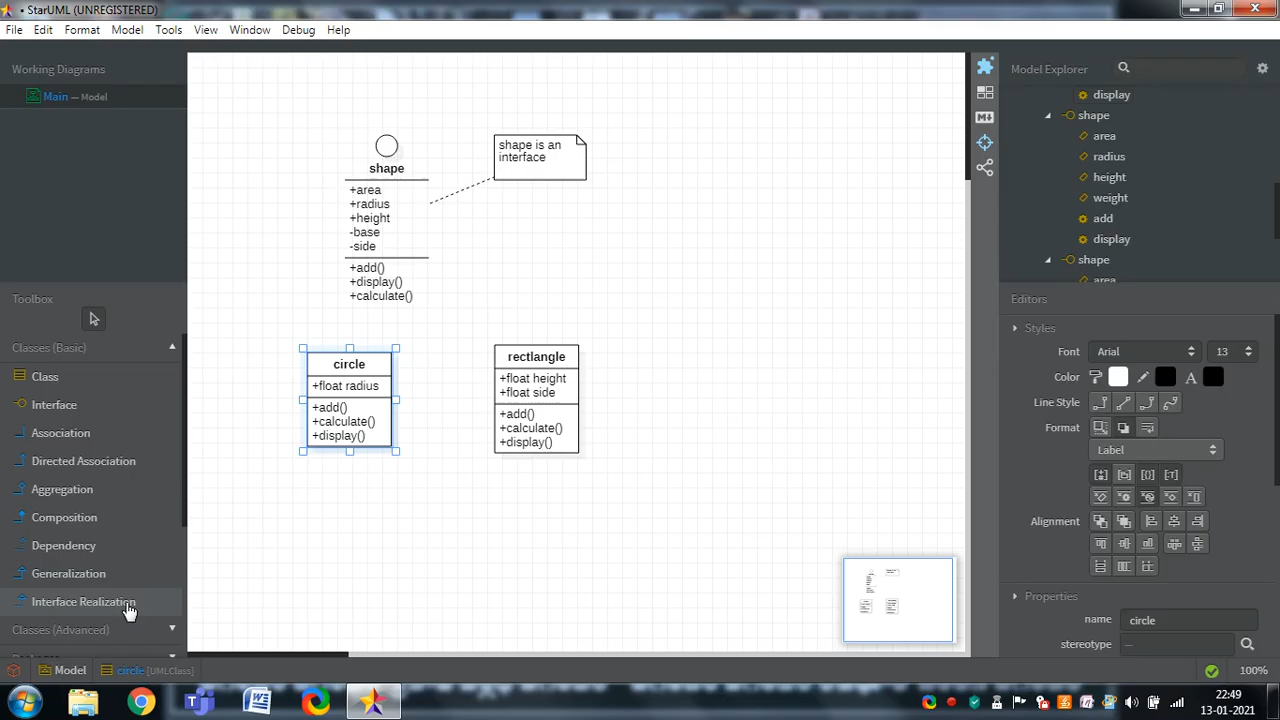 StarUML (UNREGISTERED)
File Edit Format Model Tools View Window Debug Help
Working Diagrams
Main — Model
Toolbox
Classes (Basic)
Class
Interface
Association
Directed Association
Aggregation
Composition
Dependency
Generalization
Interface Realization
Classes (Advanced)
shape
+area
+radius
+height
-base
-side
+add()
+display()
+calculate()
shape is an
interface
circle
+float radius
+add()
+calculate()
+display()
rectlangle
+float height
+float side
+add()
+calculate()
+display()
Model Explorer
display
shape
area
radius
height
weight
add
display
shape
area
Editors
Styles
Font Arial 13
Color
Line Style
Format
Label
Alignment
Properties
name circle
stereotype —
Model circle [UMLClass]
100%
22:49
13-01-2021